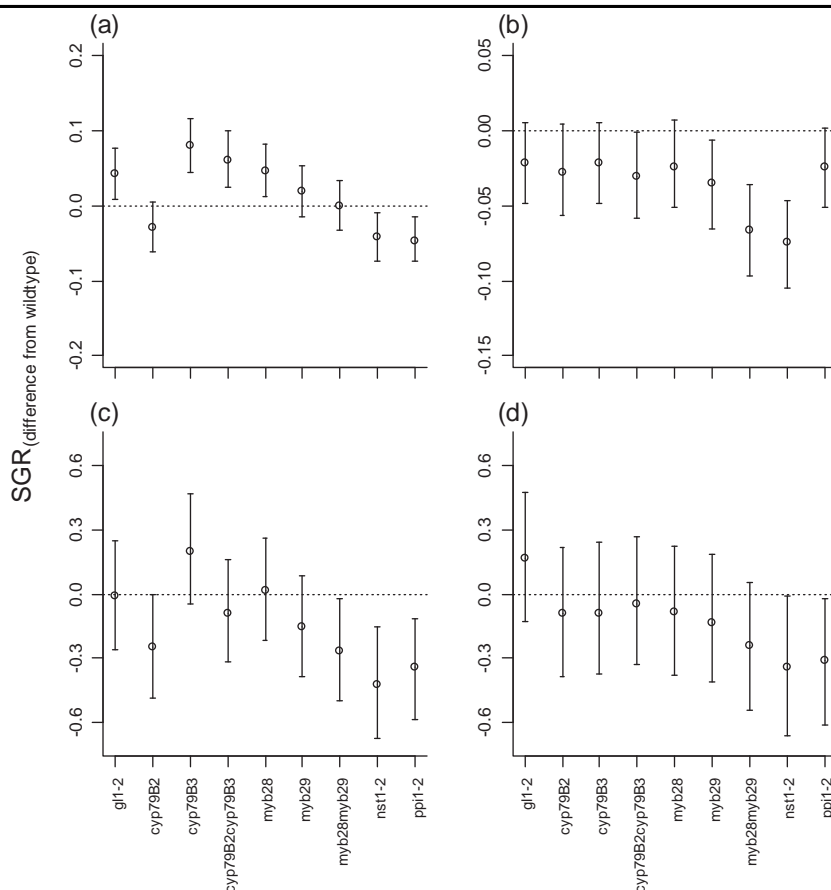 (a)
0.2
0.1
0.0
-0.1
-0.2
(b)
0.05
0.00
-0.05
-0.10
-0.15
SGR(difference from wildtype)
(c)
0.6
0.3
0.0
-0.3
-0.6
gl1-2
cyp79B2
cyp79B3
cyp79B2cyp79B3
myb28
myb29
myb28myb29
nst1-2
ppi1-2
(d)
0.6
0.3
0.0
-0.3
-0.6
gl1-2
cyp79B2
cyp79B3
cyp79B2cyp79B3
myb28
myb29
myb28myb29
nst1-2
ppi1-2